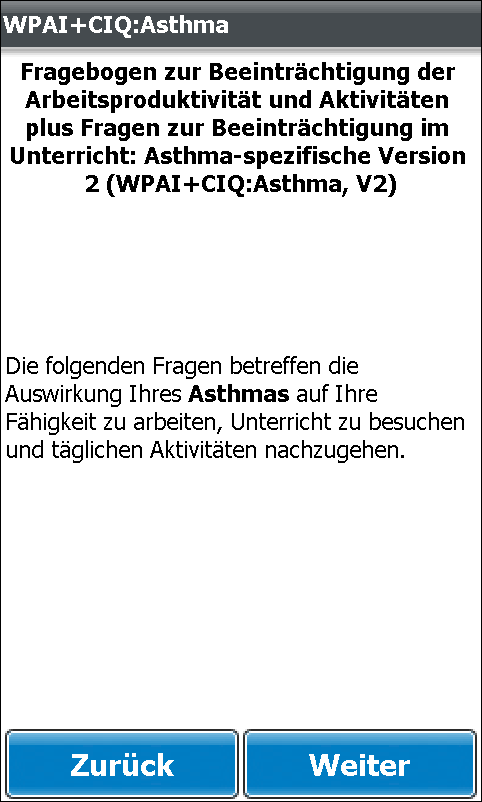 WPAI+CIQ:Asthma
Fragebogen zur Beeinträchtigung der
Arbeitsproduktivität und Aktivitäten
plus Fragen zur Beeinträchtigung im
Unterricht: Asthma-spezifische Version
2 (WPAI+CIQ:Asthma, V2)
Die folgenden Fragen betreffen die
Auswirkung Ihres Asthmas auf Ihre
Fähigkeit zu arbeiten, Unterricht zu besuchen
und täglichen Aktivitäten nachzugehen.
Zurück
Weiter